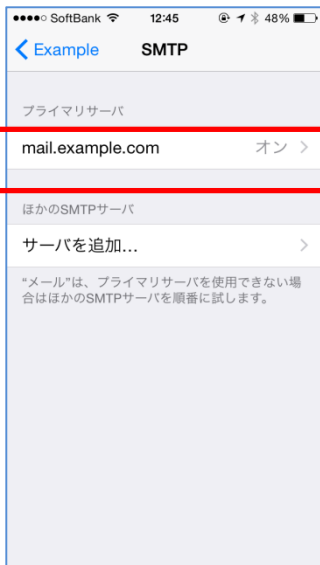 SoftBank 12:45 48%
Example SMTP
プライマリサーバ
mail.example.com オン
ほかのSMTPサーバ
サーバを追加...
“メール”は、プライマリサーバを使用できない場
合はほかのSMTPサーバを順番に試します。